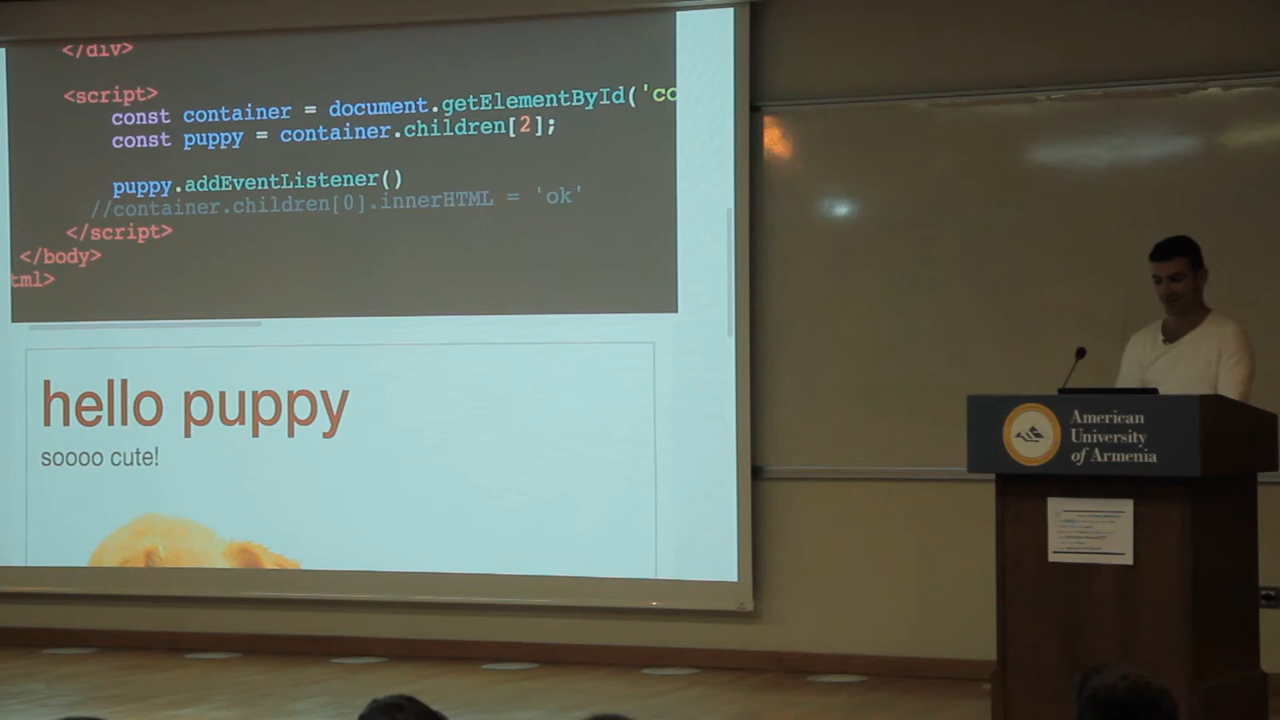 </div>
<script>
const container = document.getElementById('co
const puppy = container.children[2];
puppy.addEventListener()
//container.children[0].innerHTML = 'ok'
</script>
</body>
tml>
hello puppy
soooo cute!
American
University
of Armenia